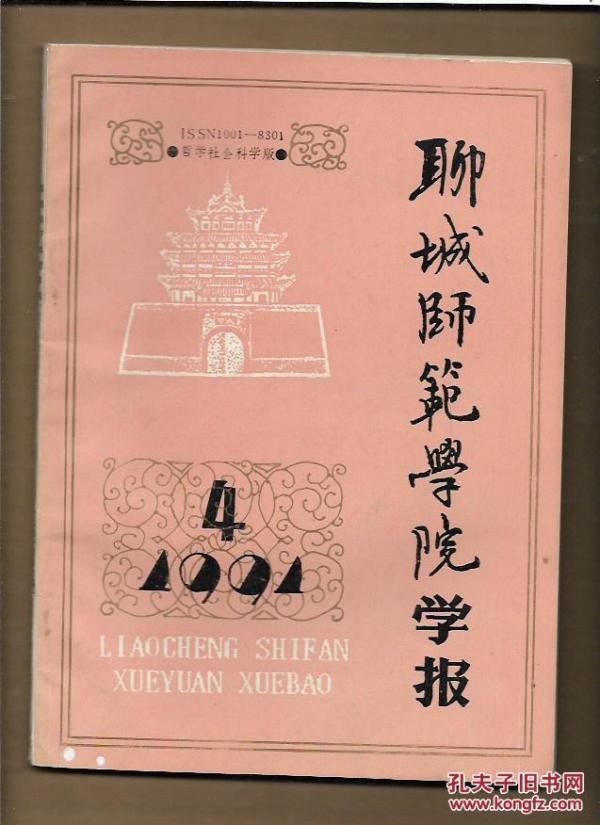 ISSN1001—8301
●哲学社会科学版●
聊城師範學院学报
4
1991
LIAOCHENG SHIFAN
XUEYUAN XUEBAO
孔夫子旧书网
www.kongfz.com